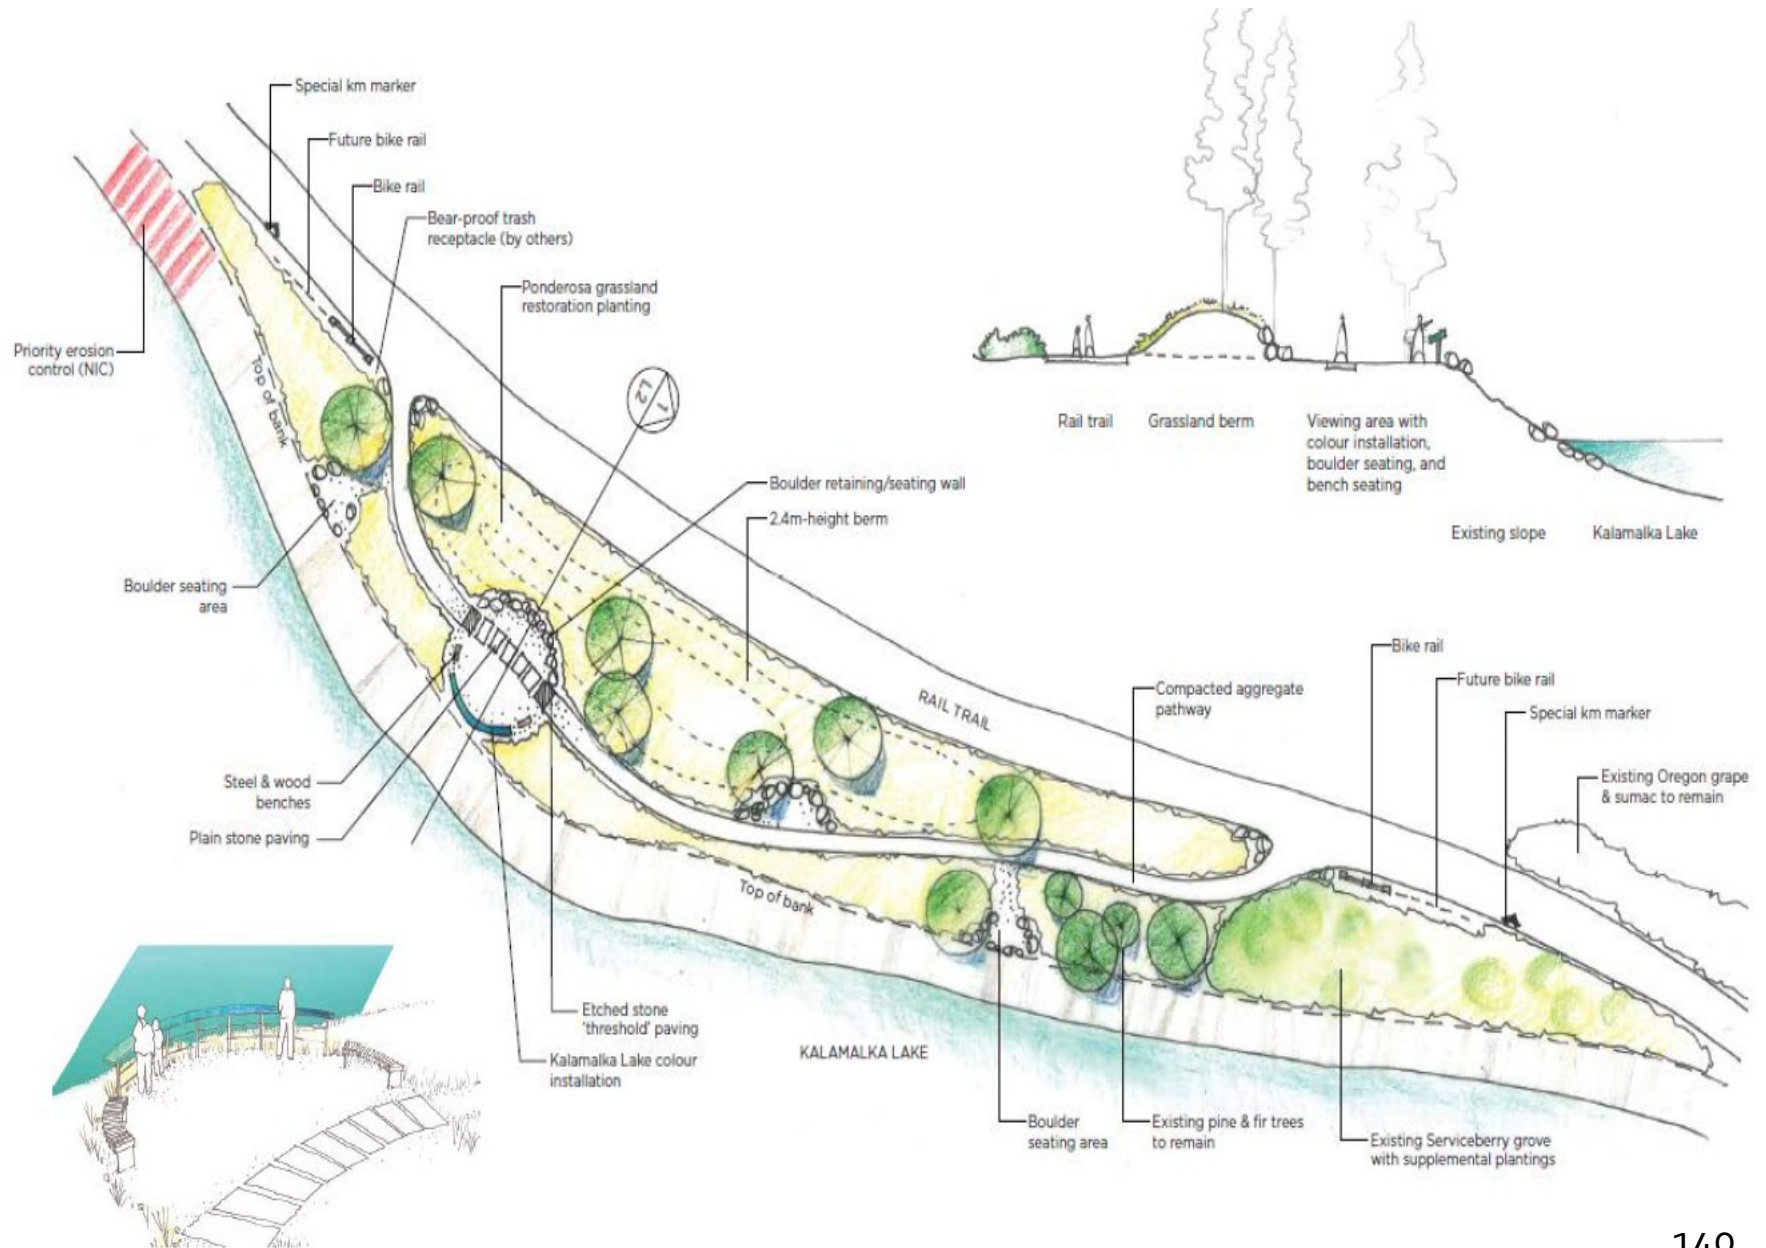 Special km marker
Future bike rail
Bike rail
Bear-proof trash
receptacle (by others)
Ponderosa grassland
restoration planting
Priority erosion
control (NIC)
Top of bank
1
L2
Boulder retaining/seating wall
2.4m-height berm
Boulder seating
area
Steel & wood
benches
Plain stone paving
Rail trail
Grassland berm
Viewing area with
colour installation,
boulder seating, and
bench seating
Existing slope
Kalamalka Lake
RAIL TRAIL
Compacted aggregate
pathway
Bike rail
Future bike rail
Special km marker
Existing Oregon grape
& sumac to remain
Top of bank
Etched stone
'threshold' paving
Kalamalka Lake colour
installation
KALAMALKA LAKE
Boulder
seating area
Existing pine & fir trees
to remain
Existing Serviceberry grove
with supplemental plantings